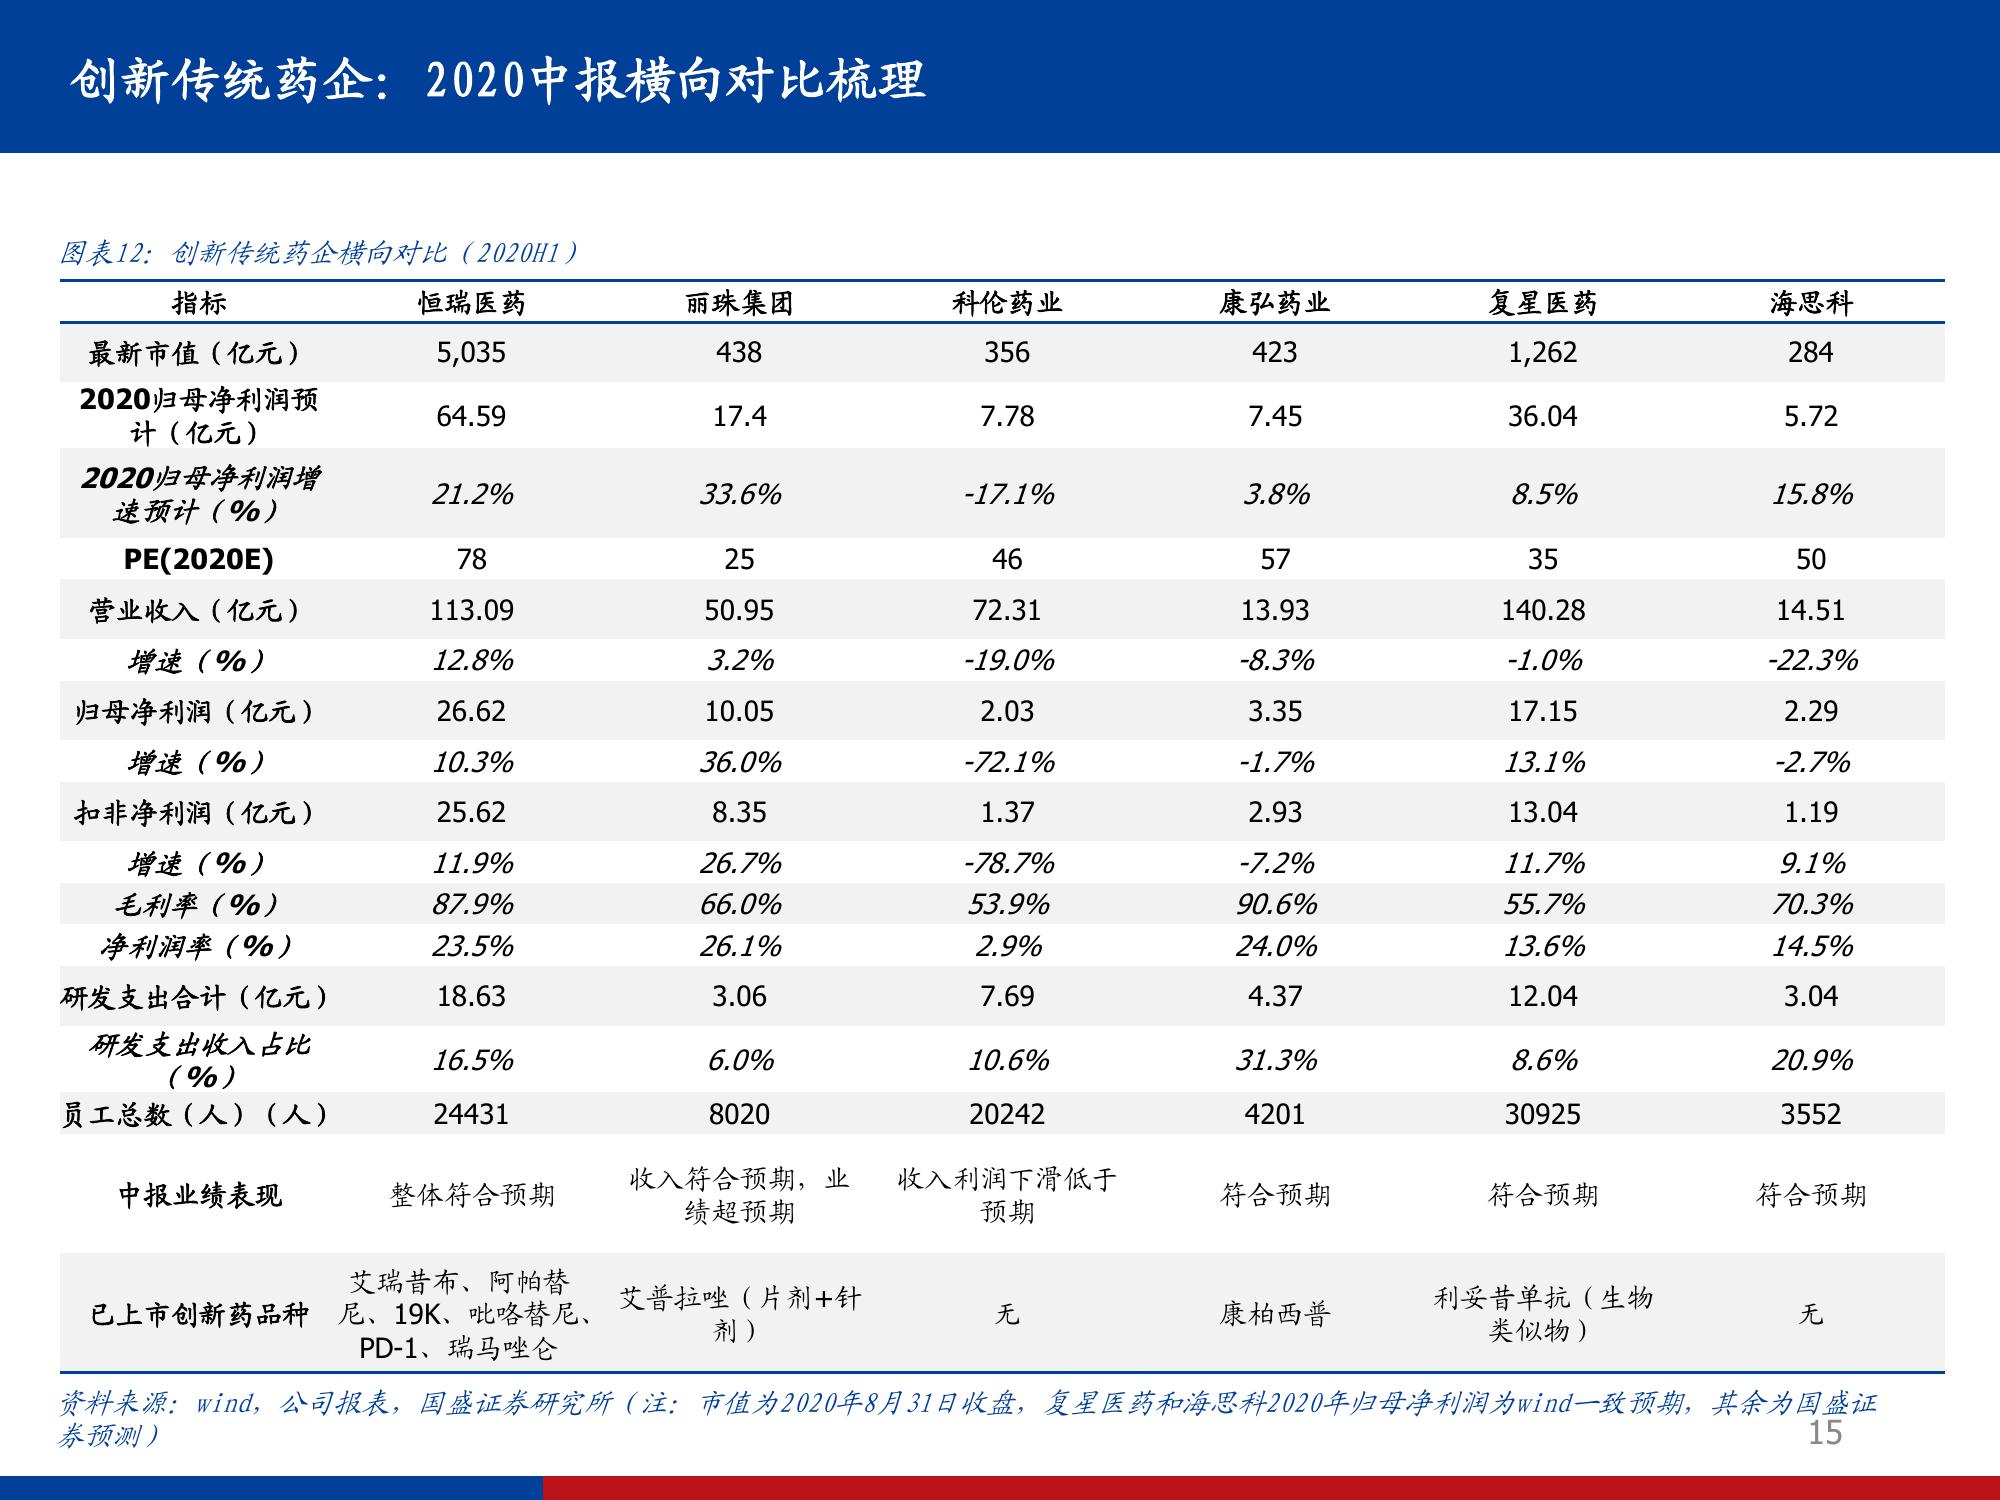 创新传统药企：2020中报横向对比梳理
图表12：创新传统药企横向对比（2020H1）
指标 恒瑞医药 丽珠集团 科伦药业 康弘药业 复星医药 海思科
最新市值（亿元） 5,035 438 356 423 1,262 284
2020归母净利润预
计（亿元） 64.59 17.4 7.78 7.45 36.04 5.72
2020归母净利润增
速预计（%） 21.2% 33.6% -17.1% 3.8% 8.5% 15.8%
PE(2020E) 78 25 46 57 35 50
营业收入（亿元） 113.09 50.95 72.31 13.93 140.28 14.51
增速（%） 12.8% 3.2% -19.0% -8.3% -1.0% -22.3%
归母净利润（亿元） 26.62 10.05 2.03 3.35 17.15 2.29
增速（%） 10.3% 36.0% -72.1% -1.7% 13.1% -2.7%
扣非净利润（亿元） 25.62 8.35 1.37 2.93 13.04 1.19
增速（%） 11.9% 26.7% -78.7% -7.2% 11.7% 9.1%
毛利率（%） 87.9% 66.0% 53.9% 90.6% 55.7% 70.3%
净利润率（%） 23.5% 26.1% 2.9% 24.0% 13.6% 14.5%
研发支出合计（亿元） 18.63 3.06 7.69 4.37 12.04 3.04
研发支出收入占比
（%） 16.5% 6.0% 10.6% 31.3% 8.6% 20.9%
员工总数（人）（人） 24431 8020 20242 4201 30925 3552
中报业绩表现 整体符合预期 收入符合预期，业
绩超预期 收入利润下滑低于
预期 符合预期 符合预期 符合预期
已上市创新药品种 艾瑞昔布、阿帕替
尼、19K、吡咯替尼、
PD-1、瑞马唑仑 艾普拉唑（片剂+针
剂） 无 康柏西普 利妥昔单抗（生物
类似物） 无
资料来源：wind，公司报表，国盛证券研究所（注： 市值为2020年8月31日收盘，复星医药和海思科2020年归母净利润为wind一致预期，其余为国盛证
券预测）
15